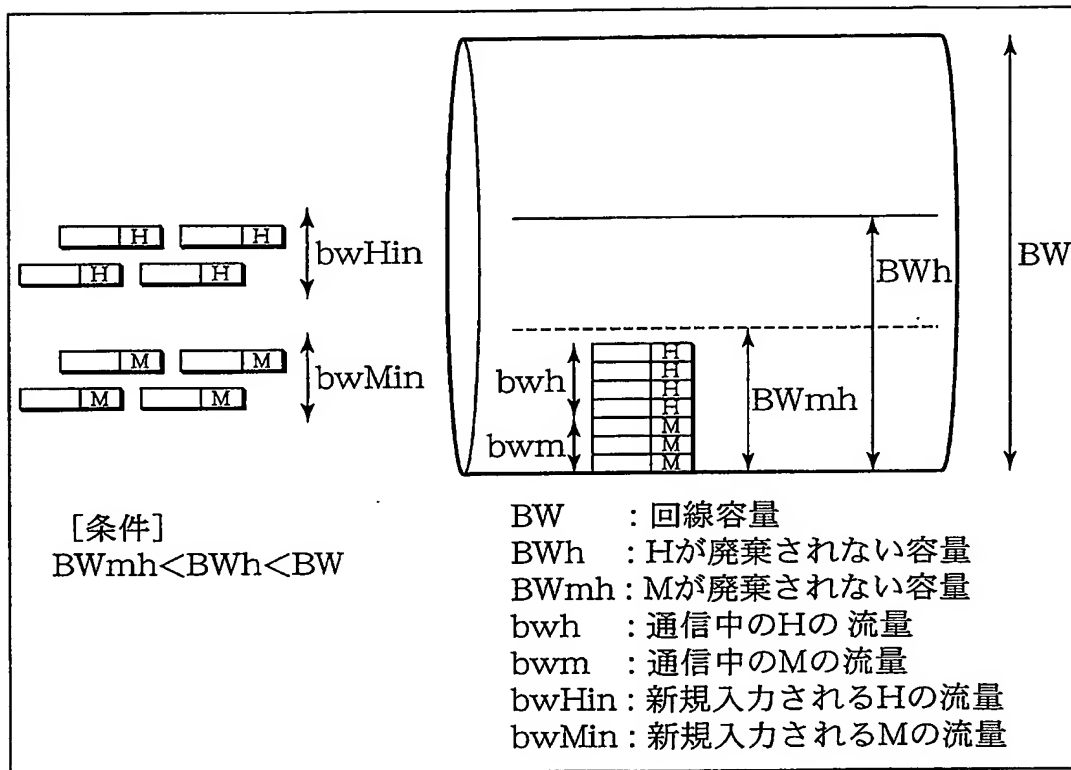 H H
H H
bwHin
M M
M M
bwMin
H
H
H
H
M
M
M
bwh
bwm
BWmh
BWh
BW
[条件]
BWmh<BWh<BW
BW :回線容量
BWh :Hが廃棄されない容量
BWmh:Mが廃棄されない容量
bwh :通信中のHの 流量
bwm :通信中のMの流量
bwHin:新規入力されるHの流量
bwMin:新規入力されるMの流量